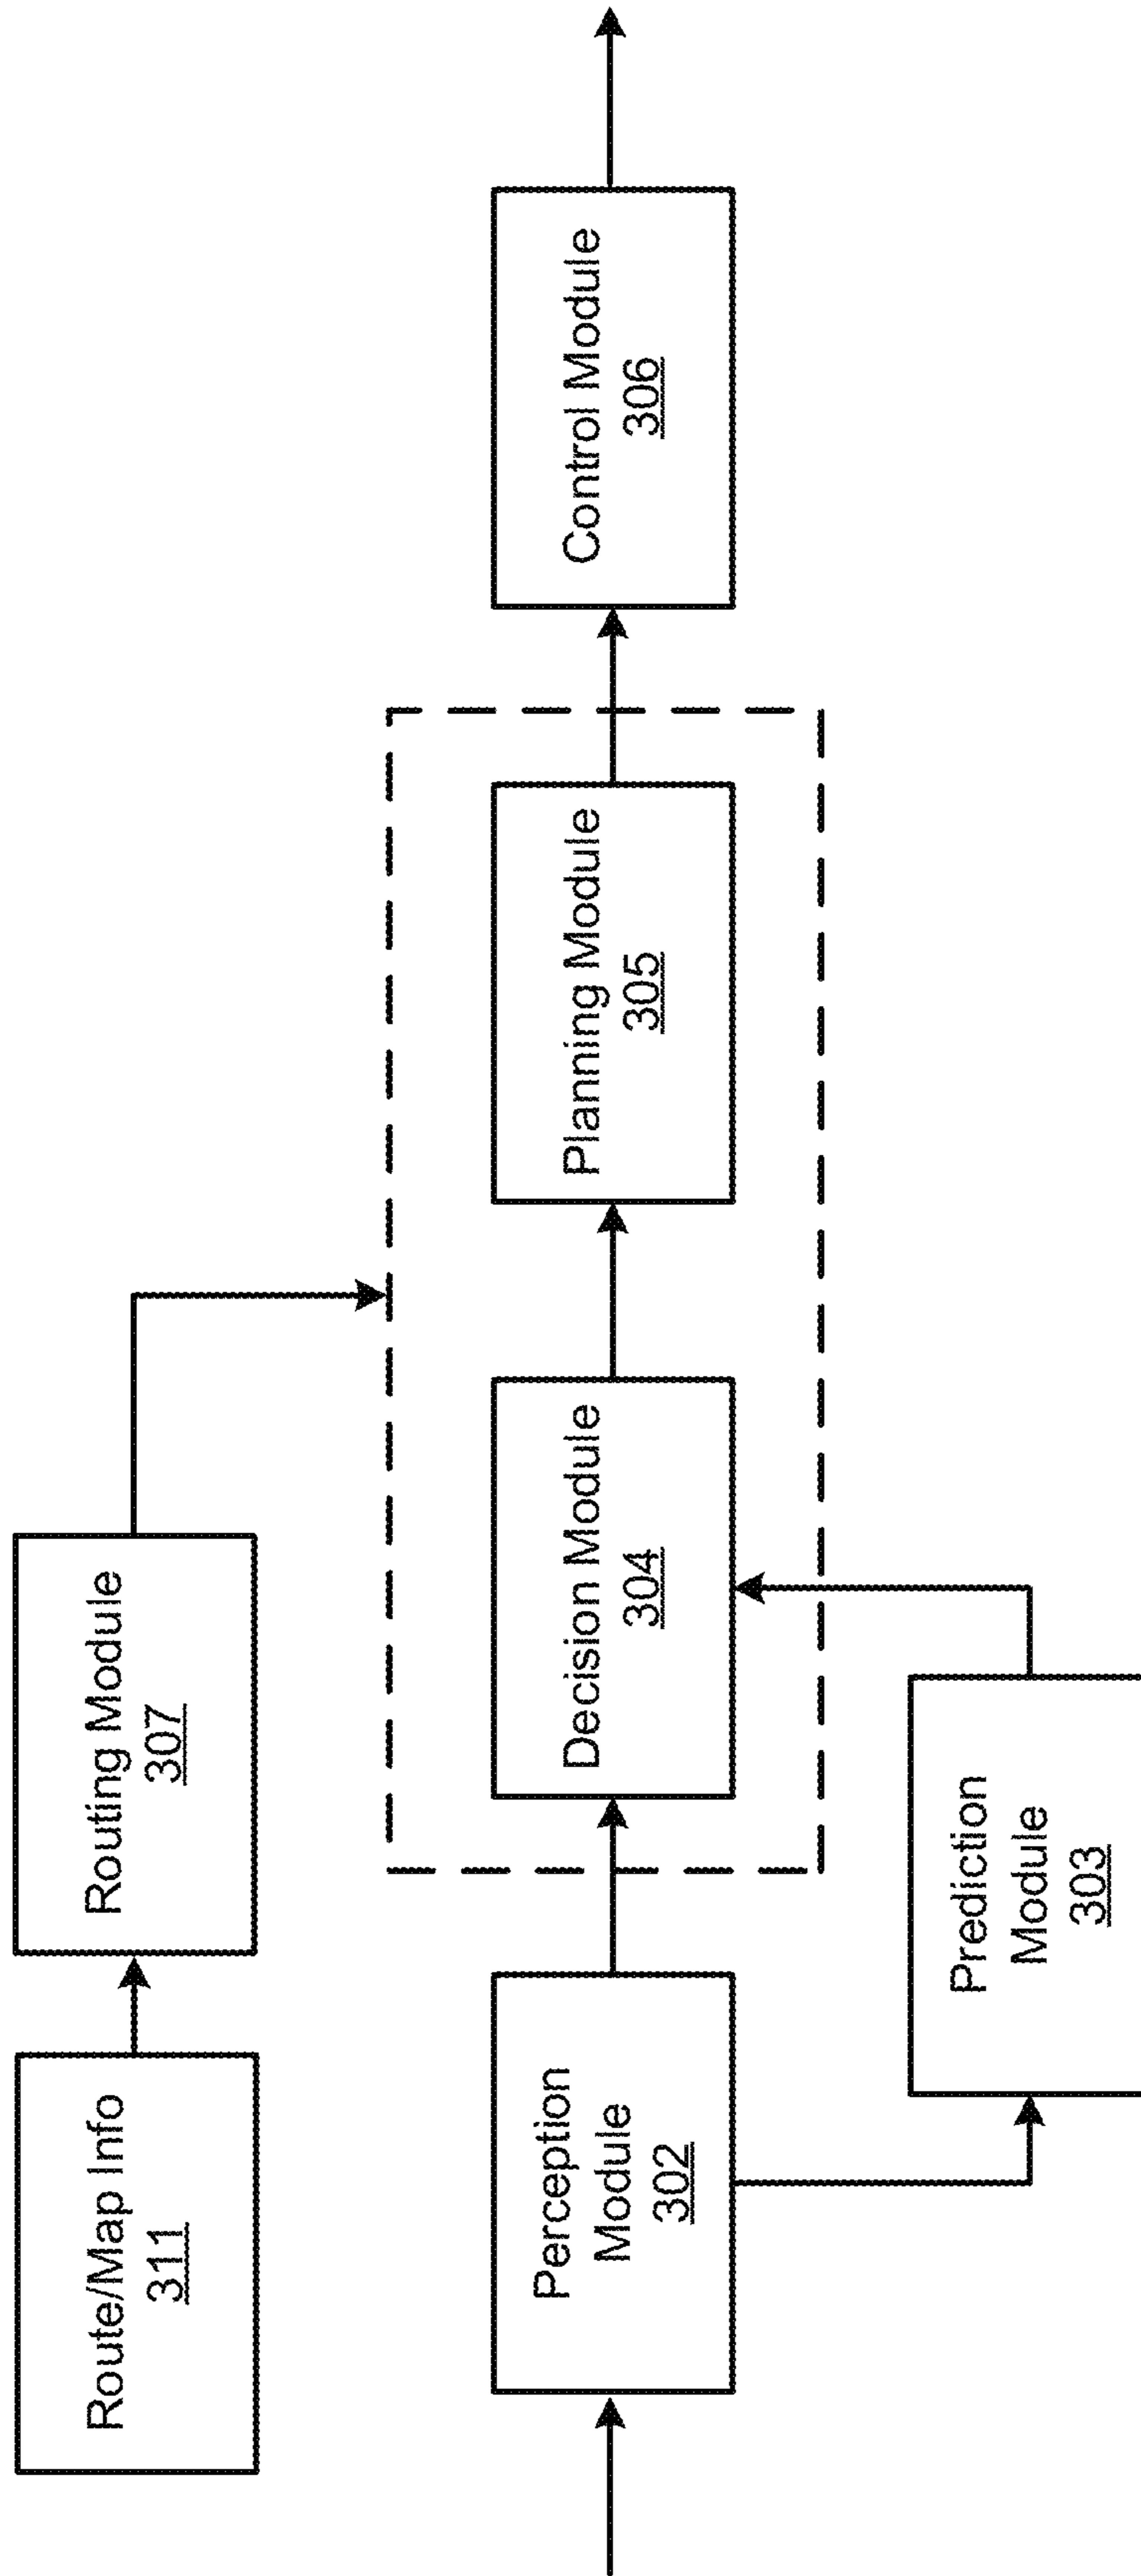 Route/Map Info
311
Routing Module
307
Perception
Module
302
Decision Module
304
Planning Module
305
Control Module
306
Prediction
Module
303